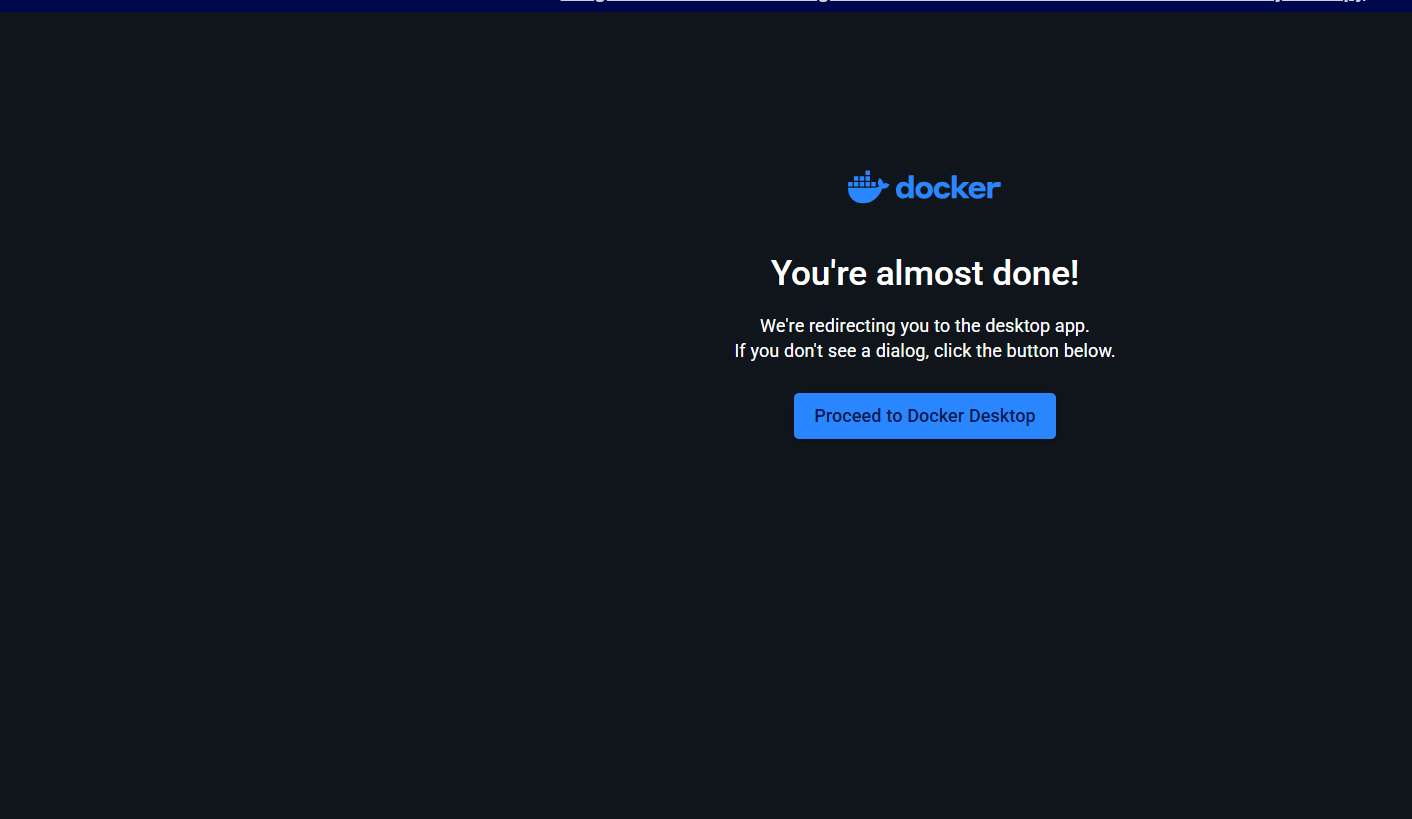 docker
You're almost done!
We're redirecting you to the desktop app.
If you don't see a dialog, click the button below.
Proceed to Docker Desktop